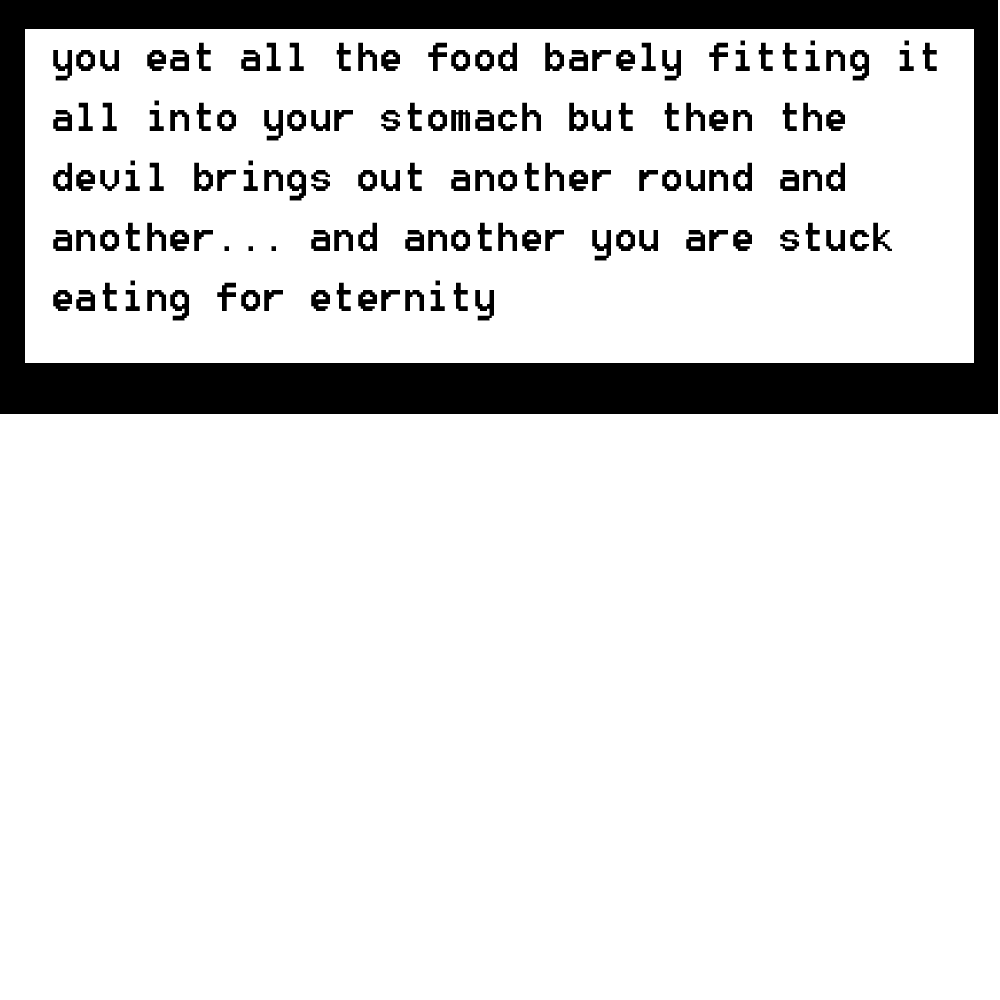 you eat all the food barely fitting it
all into your stomach but then the
devil brings out another round and
another... and another you are stuck
eating for eternity